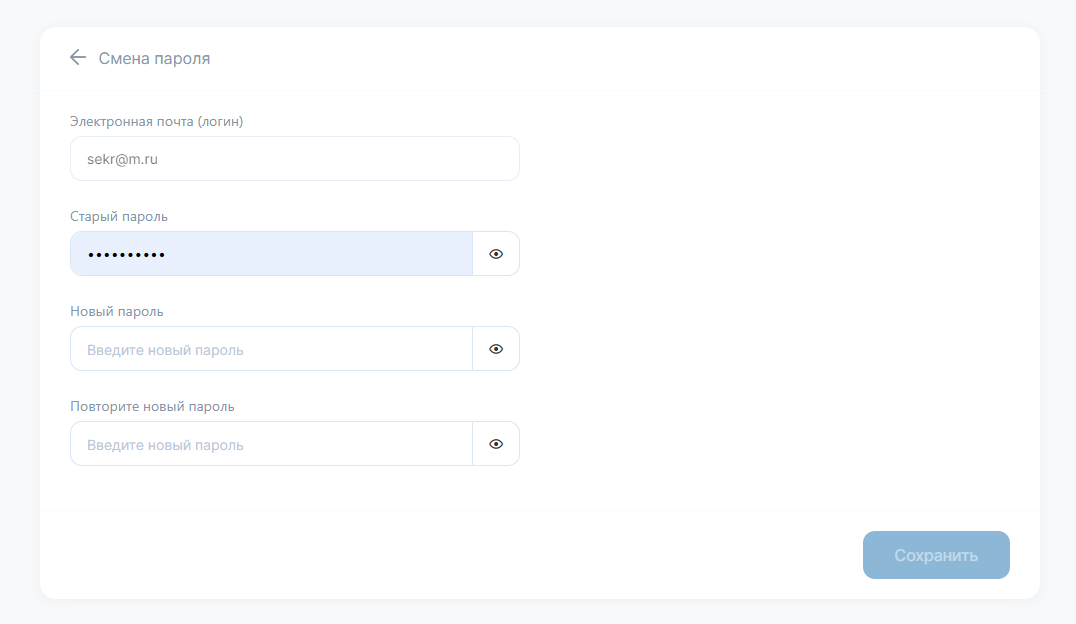 Смена пароля
Электронная почта (логин)
sekr@m.ru
Старый пароль
••••••••••
Новый пароль
Введите новый пароль
Повторите новый пароль
Введите новый пароль
Сохранить